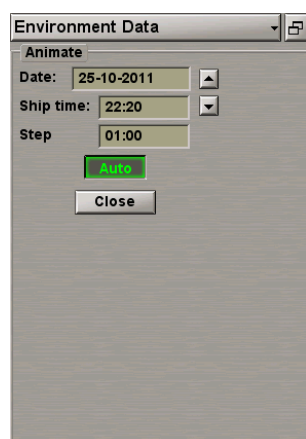 Environment Data
Animate
Date: 25-10-2011
Ship time: 22:20
Step 01:00
Auto
Close